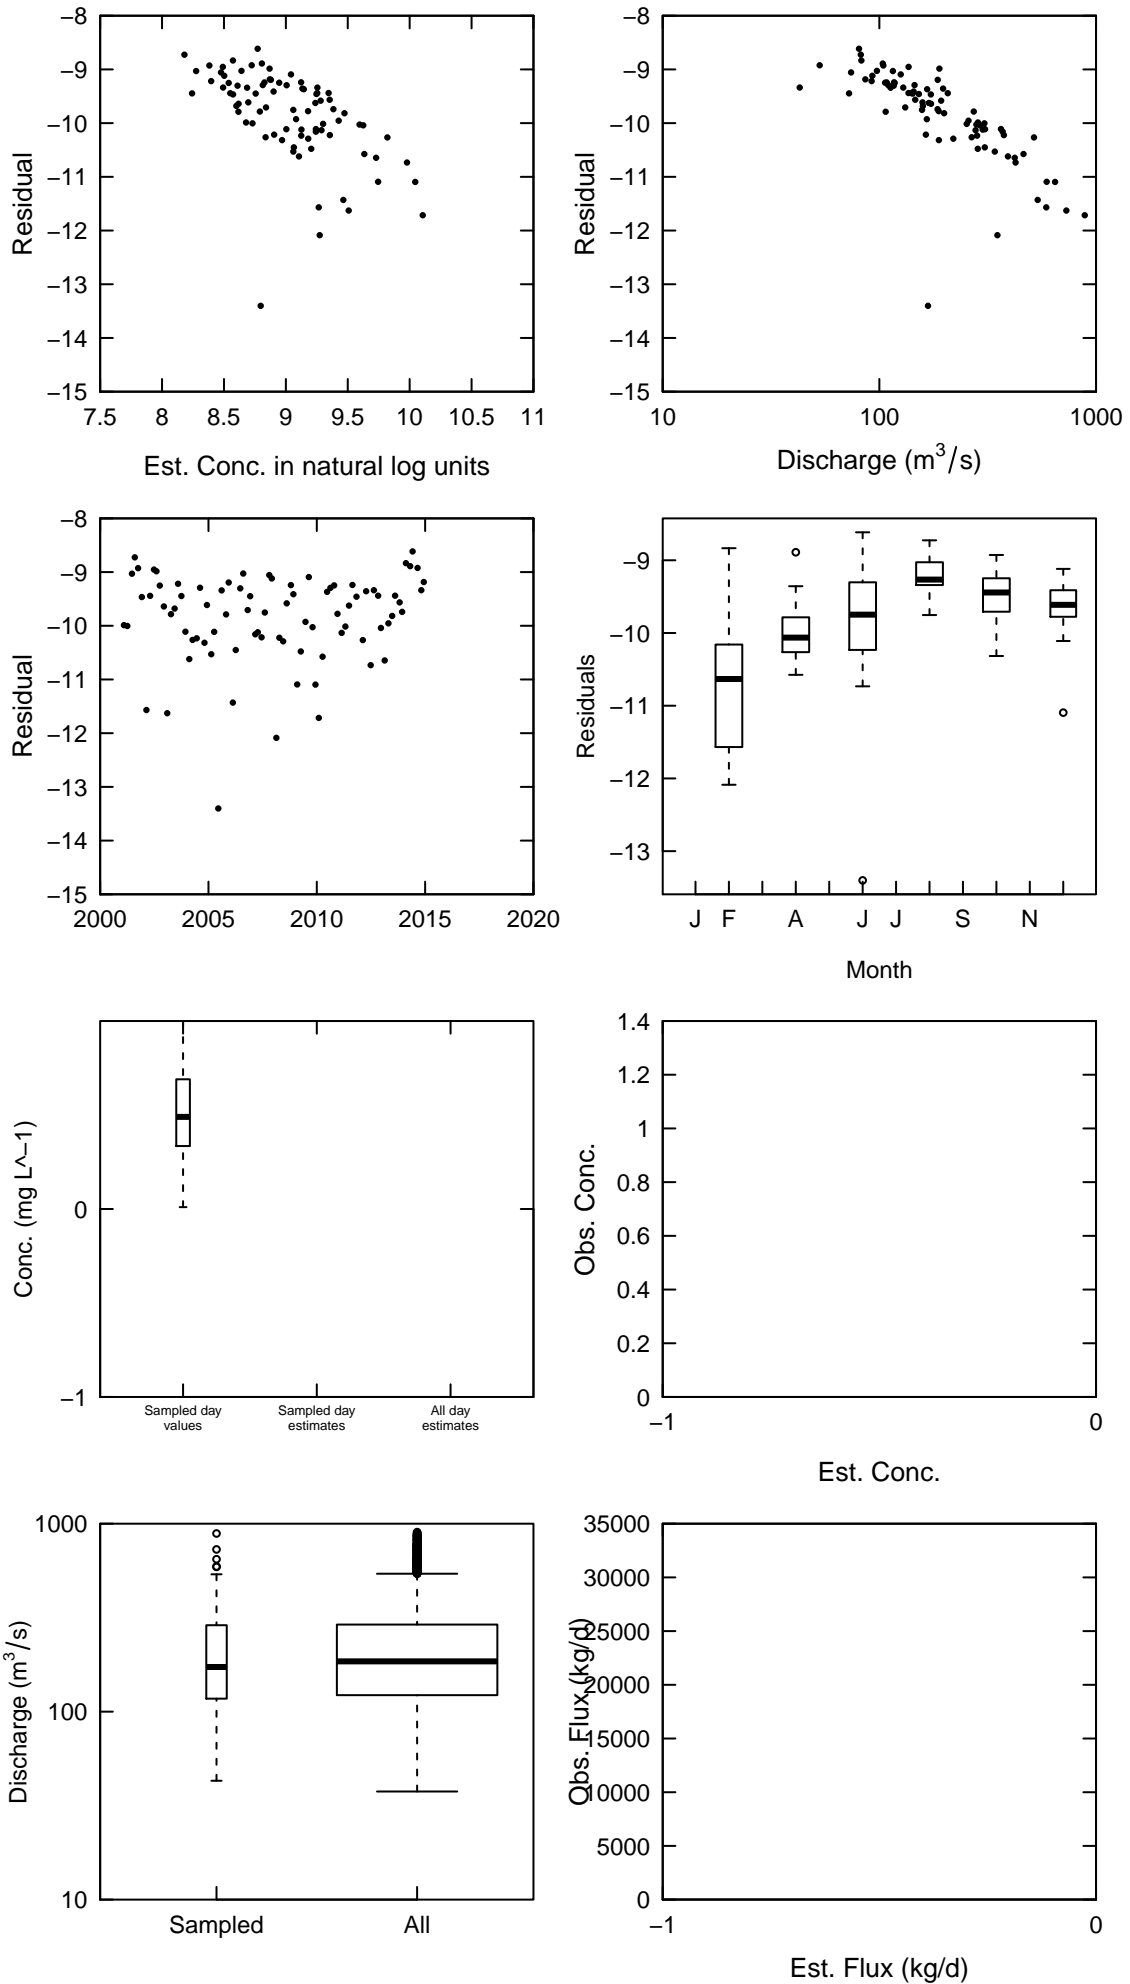 −8
−9
−10
−11
−12
−13
−14
−15
Residual
7.5 8 8.5 9 9.5 10 10.5 11
Est. Conc. in natural log units
−8
−9
−10
−11
−12
−13
−14
−15
Residual
10 100 1000
Discharge (m³/s)
−8
−9
−10
−11
−12
−13
−14
−15
Residual
2000 2005 2010 2015 2020
−9
−10
−11
−12
−13
Residuals
J F A J J S N
Month
0
−1
Conc. (mg L^−1)
Sampled day values
Sampled day estimates
All day estimates
1.4
1.2
1
0.8
0.6
0.4
0.2
0
Obs. Conc.
−1 0
Est. Conc.
1000
100
10
Discharge (m³/s)
Sampled All
35000
30000
25000
20000
15000
10000
5000
0
Obs. Flux (kg/d)
−1 0
Est. Flux (kg/d)